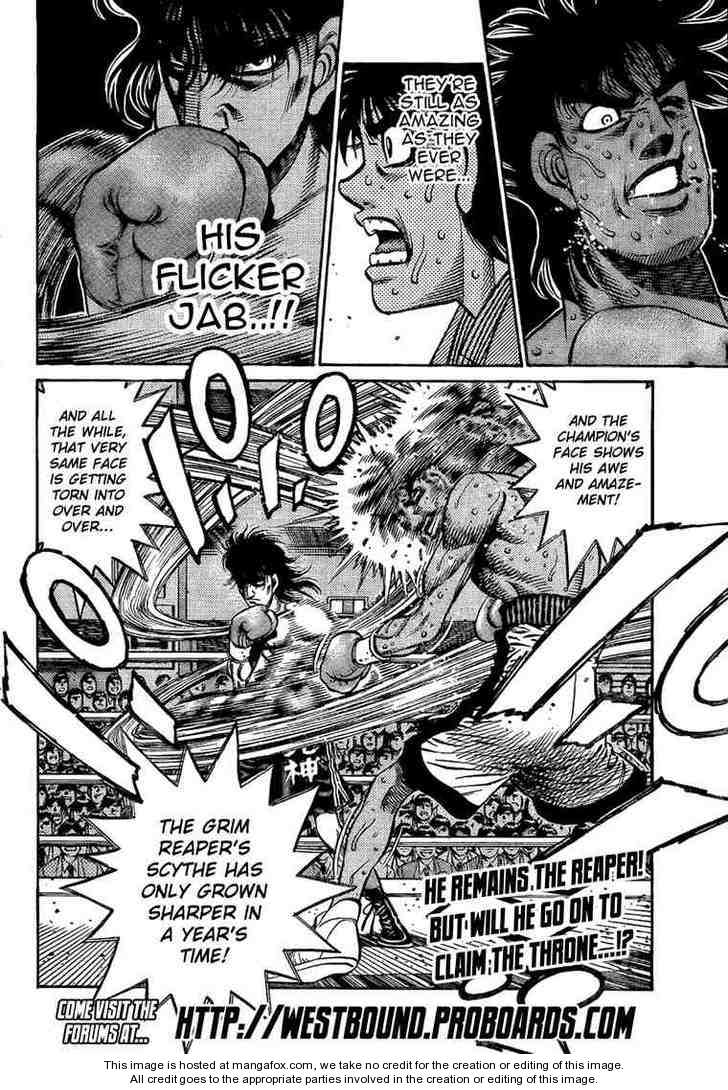 THEY'RE
STILL AS
AMAZING
AS THEY
EVER
WERE...
HIS
FLICKER
JAB..!!
AND ALL
THE WHILE,
THAT VERY
SAME FACE
IS GETTING
TORN INTO
OVER AND
OVER...
AND THE
CHAMPION'S
FACE SHOWS
HIS AWE
AND AMAZE-
MENT!
神
THE GRIM
REAPER'S
SCYTHE HAS
ONLY GROWN
SHARPER IN
A YEAR'S
TIME!
HE REMAINS THE REAPER!
BUT WILL HE GO ON TO
CLAIM THE THRONE...!?
COME VISIT THE
FORUMS AT...
HTTP://WESTBOUND.PROBOARDS.COM
This image is hosted at mangafox.com, we take no credit for the creation or editing of this image.
All credit goes to the appropriate parties involved in the creation or editing of this image.